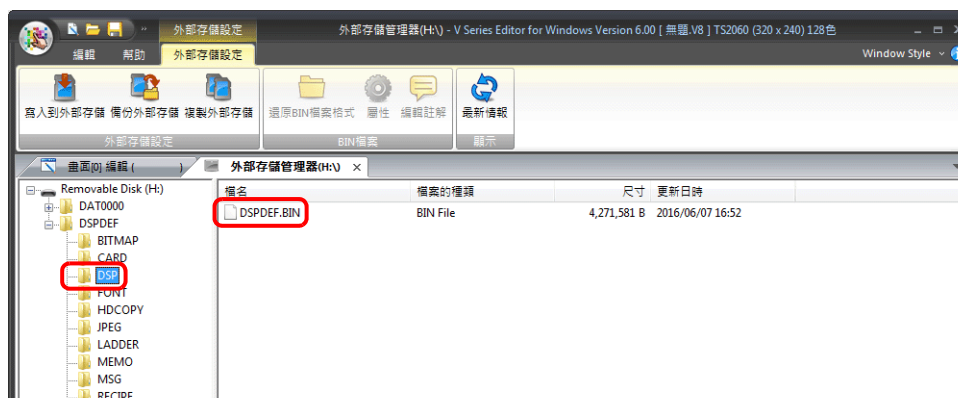 外部存儲設定
外部存儲管理器(H:\) - V Series Editor for Windows Version 6.00 [ 無題.V8 ] TS2060 (320 x 240) 128色
編輯 幫助 外部存儲設定
Window Style
寫入到外部存儲 備份外部存儲 複製外部存儲 還原BIN檔案格式 屬性 編輯註解 最新情報
外部存儲設定 BIN檔案 顯示
畫面[0] 編輯 ( ) 外部存儲管理器(H:\) ×
Removable Disk (H:)
檔名 檔案的種類 尺寸 更新日時
DAT0000
DSPDEF.BIN BIN File 4,271,581 B 2016/06/07 16:52
DSPDEF
BITMAP
CARD
DSP
FONT
HDCOPY
JPEG
LADDER
MEMO
MSG
RECIPE